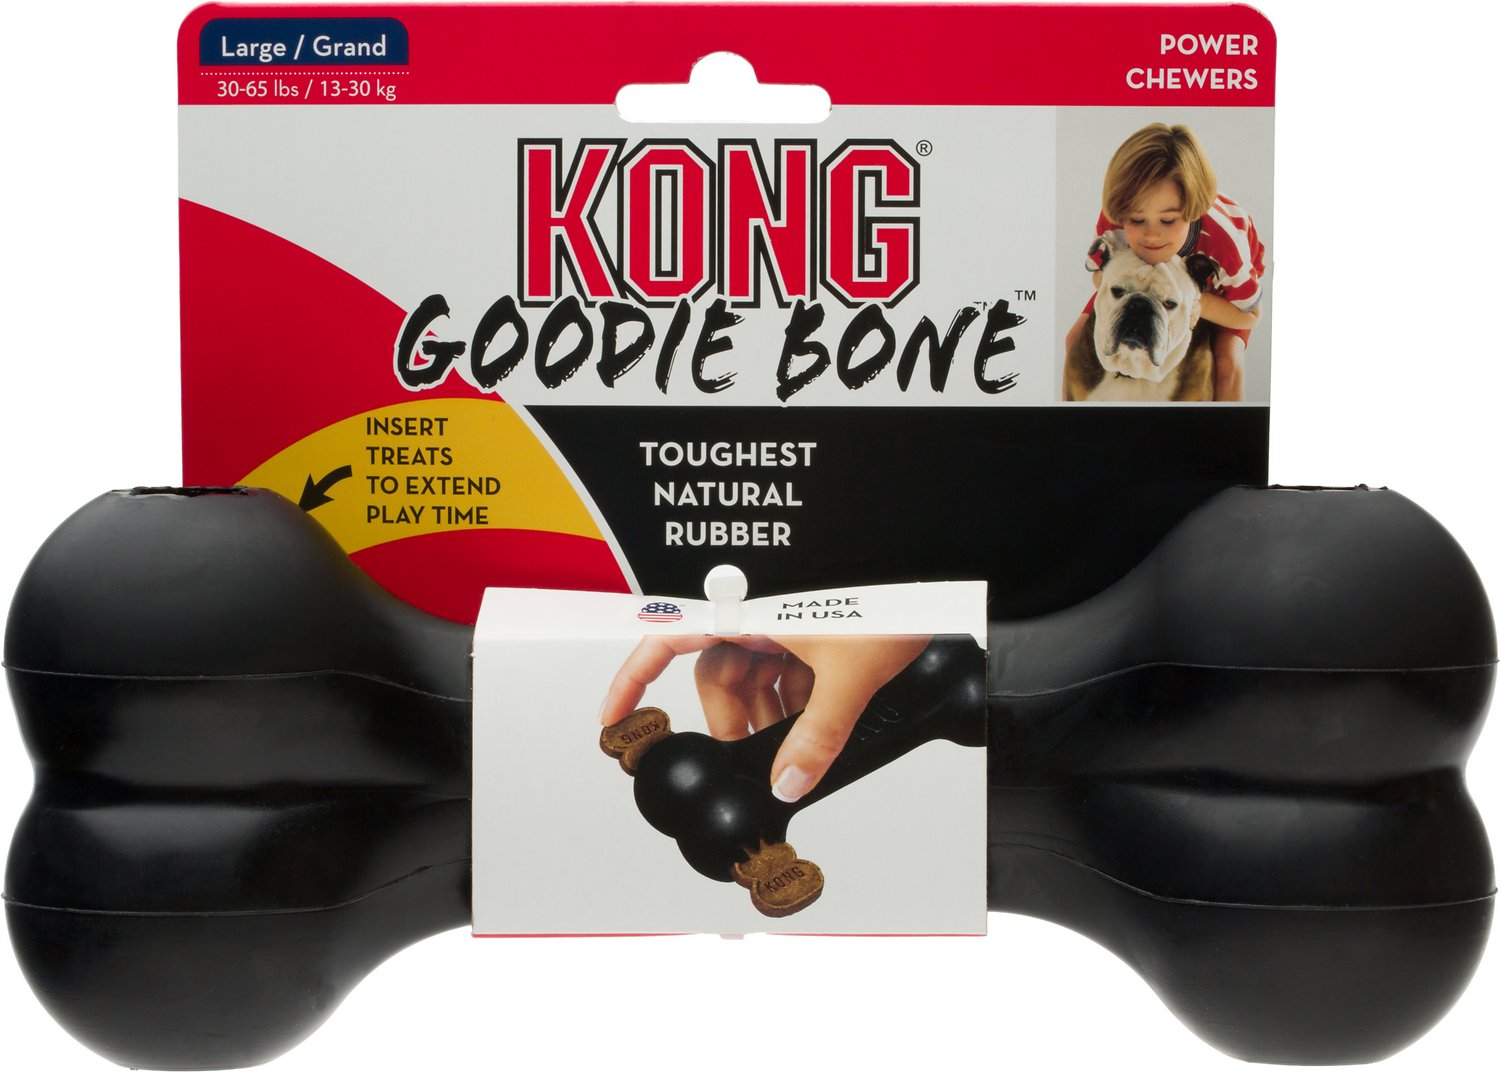 Large / Grand
30-65 lbs / 13-30 kg
POWER
CHEWERS
KONG®
GOODIE BONE™
INSERT
TREATS
TO EXTEND
PLAY TIME
TOUGHEST
NATURAL
RUBBER
MADE
IN USA
KONG
KONG